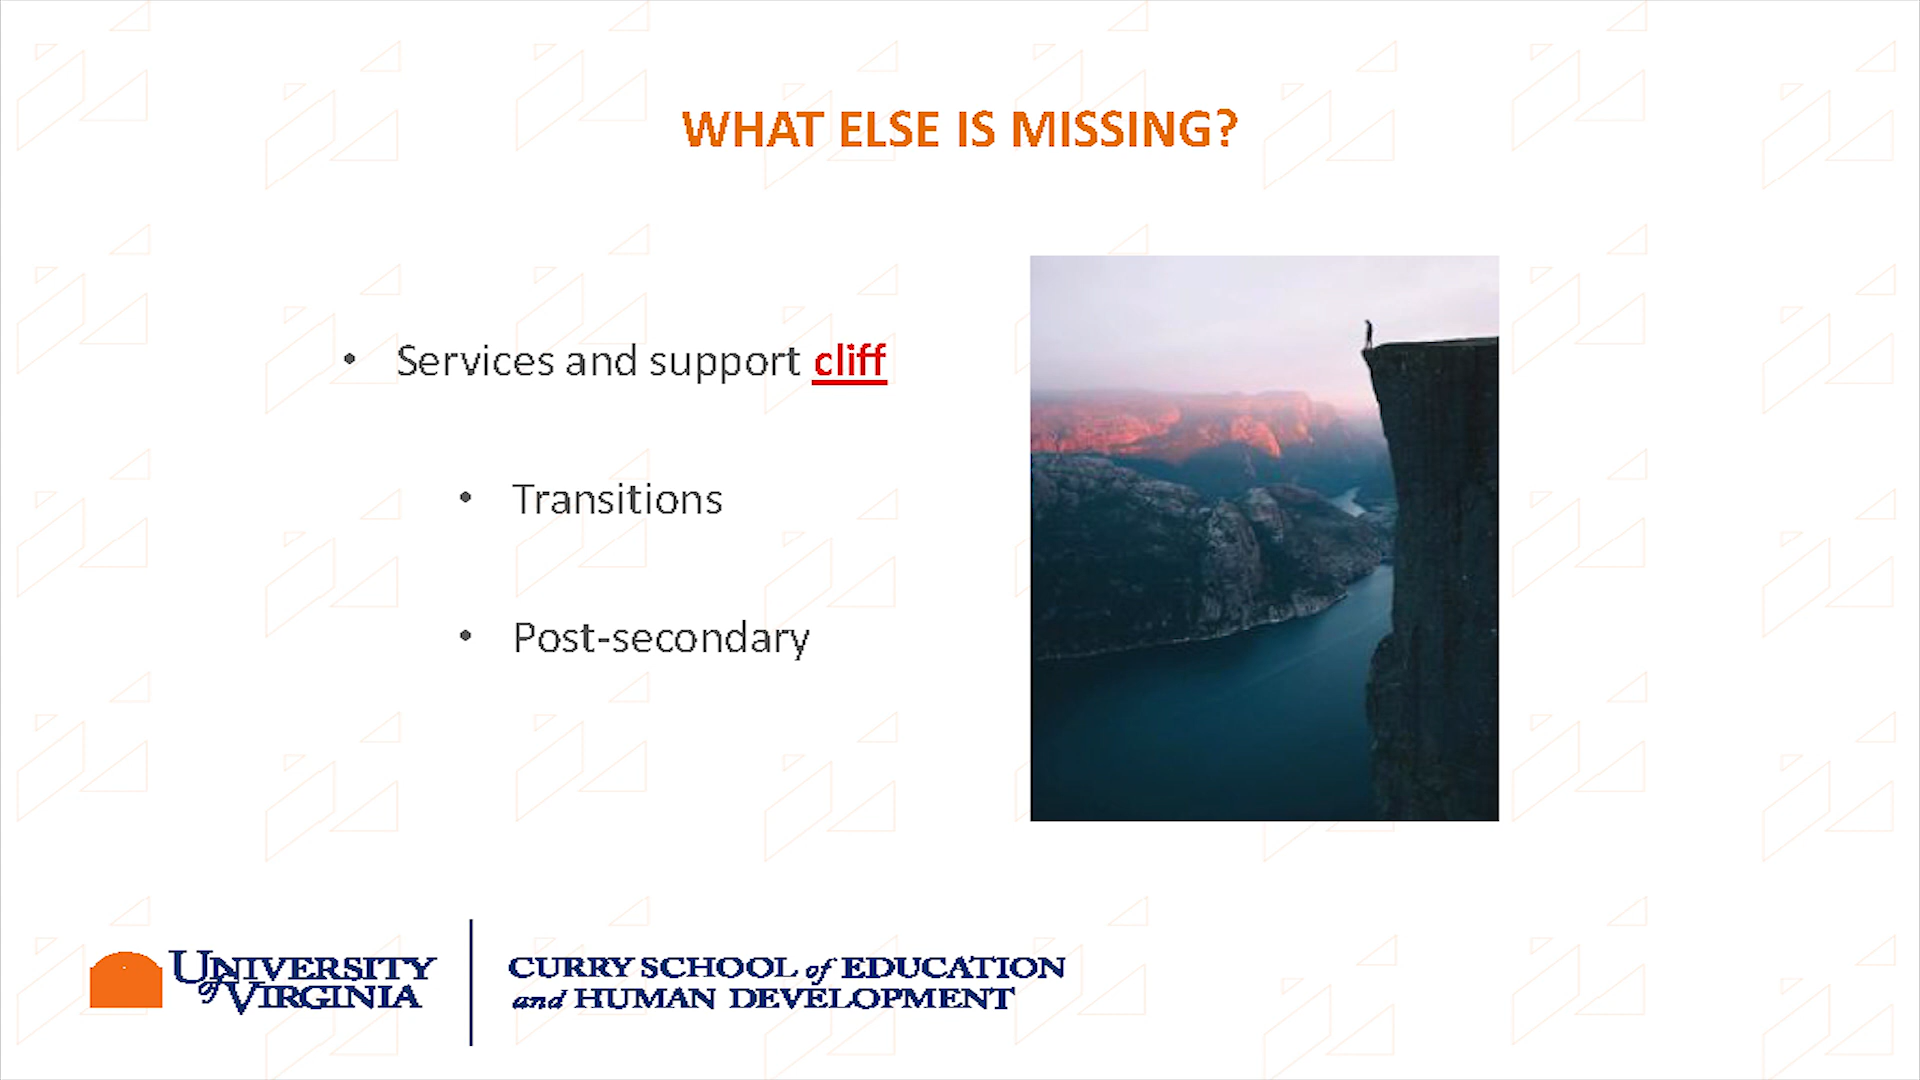 WHAT ELSE IS MISSING?
• Services and support cliff
• Transitions
• Post-secondary
UNIVERSITY
of VIRGINIA
CURRY SCHOOL of EDUCATION
and HUMAN DEVELOPMENT